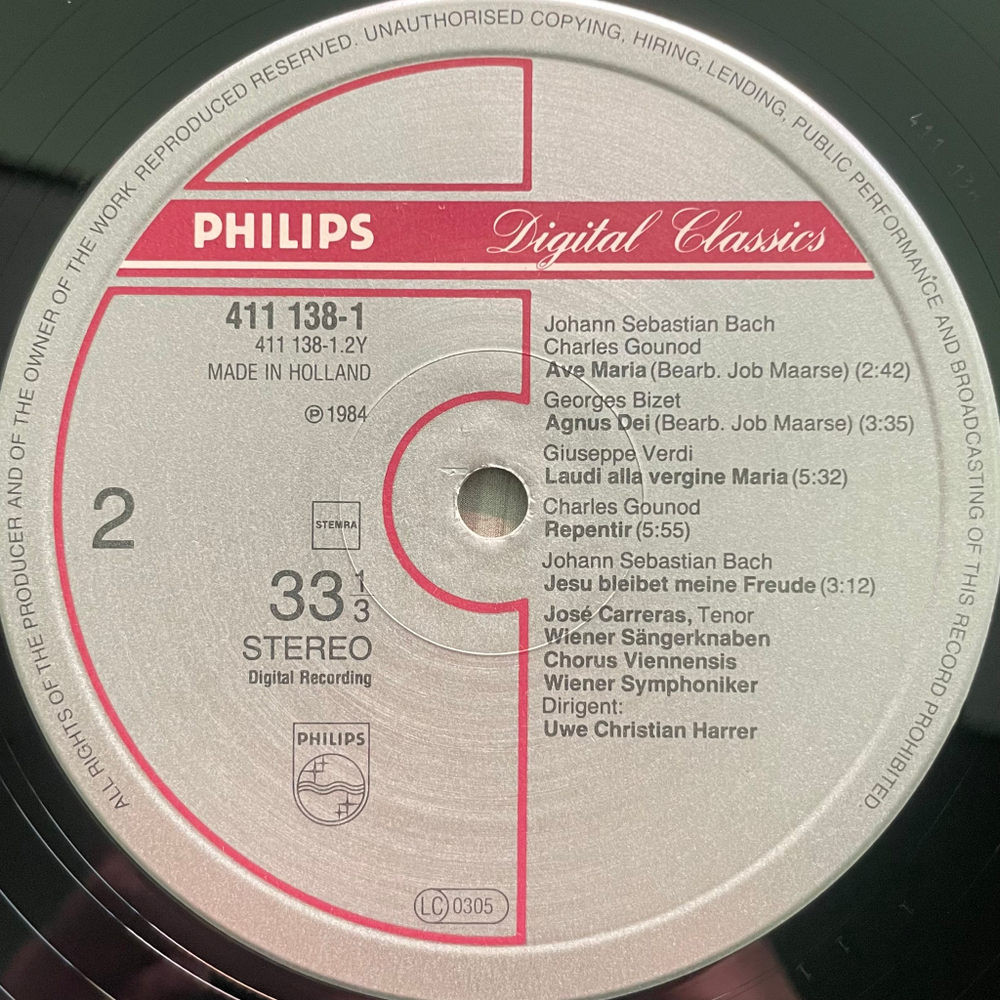 ALL RIGHTS OF THE PRODUCER AND OF THE OWNER OF THE WORK REPRODUCED RESERVED. UNAUTHORISED COPYING, HIRING, LENDING, PUBLIC PERFORMANCE AND BROADCASTING OF THIS RECORD PROHIBITED.
PHILIPS Digital Classics
411 138-1
411 138-1.2Y
MADE IN HOLLAND
℗ 1984
2
STEMRA
33 1/3
STEREO
Digital Recording
PHILIPS
LC 0305
Johann Sebastian Bach
Charles Gounod
Ave Maria (Bearb. Job Maarse) (2:42)
Georges Bizet
Agnus Dei (Bearb. Job Maarse) (3:35)
Giuseppe Verdi
Laudi alla vergine Maria (5:32)
Charles Gounod
Repentir (5:55)
Johann Sebastian Bach
Jesu bleibet meine Freude (3:12)
José Carreras, Tenor
Wiener Sängerknaben
Chorus Viennensis
Wiener Symphoniker
Dirigent:
Uwe Christian Harrer